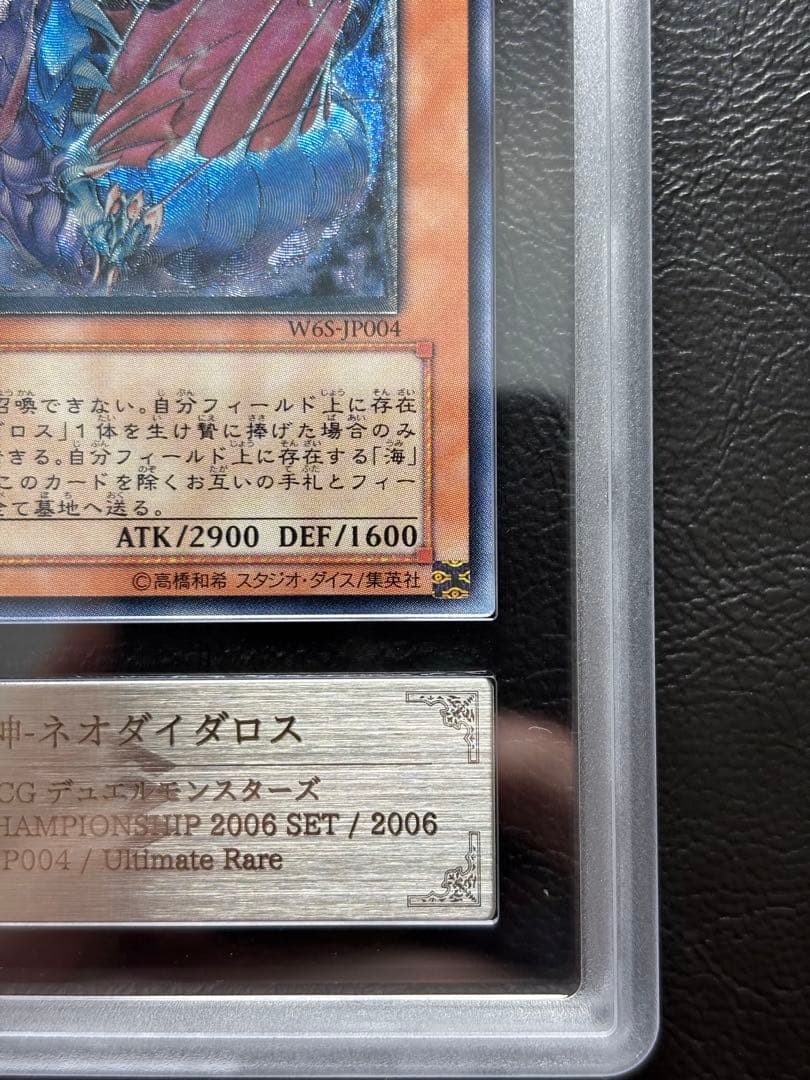 W6S-JP004
召喚できない。自分フィールド上に存在
ダロス」1体を生け贄に捧げた場合のみ
できる。自分フィールド上に存在する「海」
このカードを除くお互いの手札とフィー
全て墓地へ送る。
ATK/2900 DEF/1600
©高橋和希 スタジオ・ダイス/集英社
神-ネオダイダロス
CG デュエルモンスターズ
HAMPIONSHIP 2006 SET / 2006
JP004 / Ultimate Rare